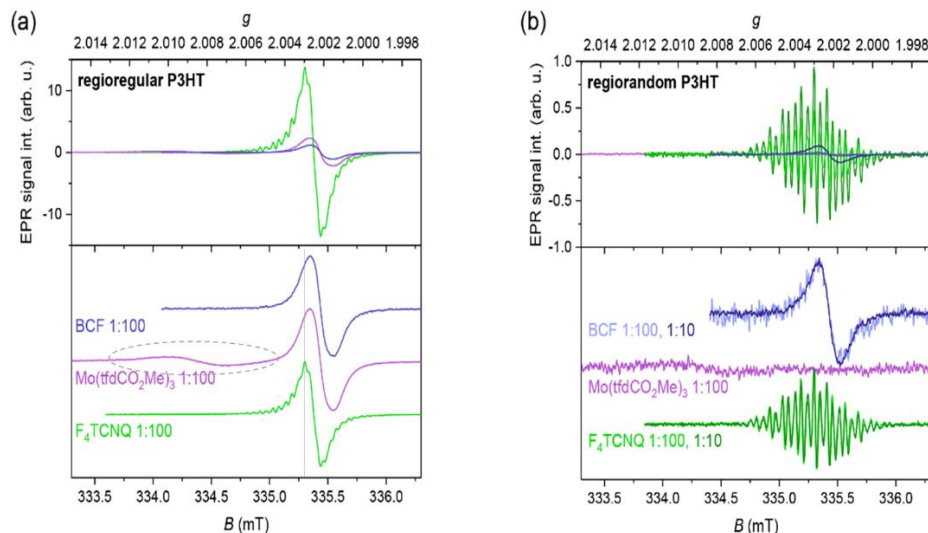 (a)
g
2.014 2.012 2.010 2.008 2.006 2.004 2.002 2.000 1.998
regioregular P3HT
10
0
-10
EPR signal int. (arb. u.)
BCF 1:100
Mo(tfdCO₂Me)₃ 1:100
F₄TCNQ 1:100
333.5 334.0 334.5 335.0 335.5 336.0
B (mT)
(b)
g
2.014 2.012 2.010 2.008 2.006 2.004 2.002 2.000 1.998
regiorandom P3HT
1.0
0.5
0.0
-0.5
-1.0
EPR signal int. (arb. u.)
BCF 1:100, 1:10
Mo(tfdCO₂Me)₃ 1:100
F₄TCNQ 1:100, 1:10
333.5 334.0 334.5 335.0 335.5 336.0
B (mT)